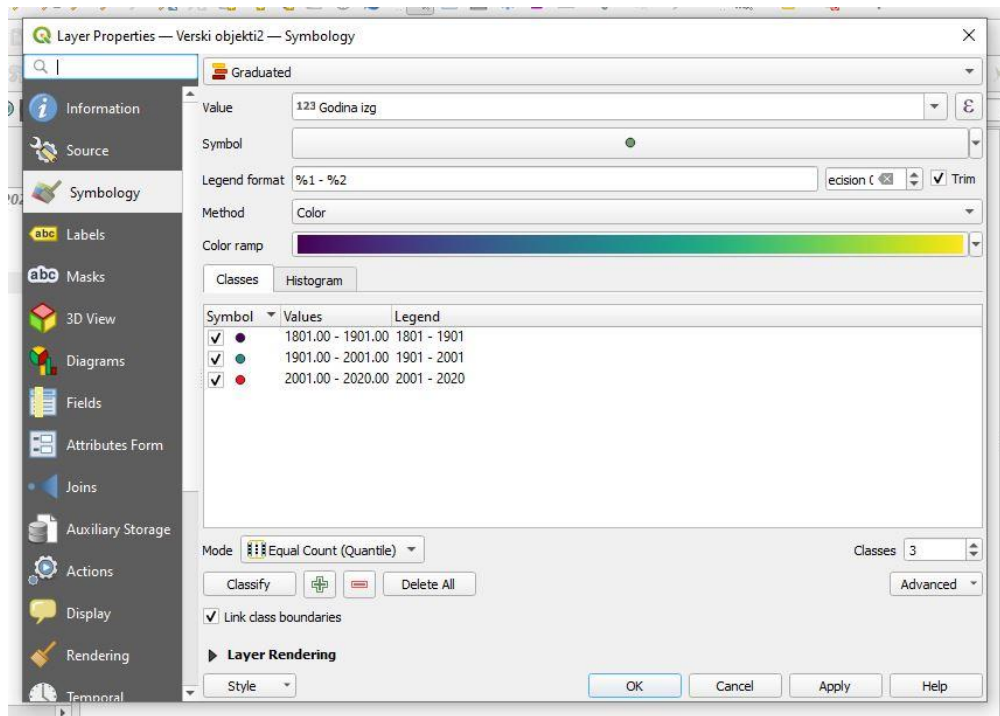 Layer Properties — Verski objekti2 — Symbology
Graduated
Information
Source
Symbology
abc Labels
abc Masks
3D View
Diagrams
Fields
Attributes Form
Joins
Auxiliary Storage
Actions
Display
Rendering
Temporal
Value 123 Godina izg ε
Symbol
Legend format %1 - %2 ecision Trim
Method Color
Color ramp
Classes Histogram
Symbol Values Legend
1801.00 - 1901.00 1801 - 1901
1901.00 - 2001.00 1901 - 2001
2001.00 - 2020.00 2001 - 2020
Mode Equal Count (Quantile) Classes 3
Classify Delete All Advanced
Link class boundaries
Layer Rendering
Style OK Cancel Apply Help